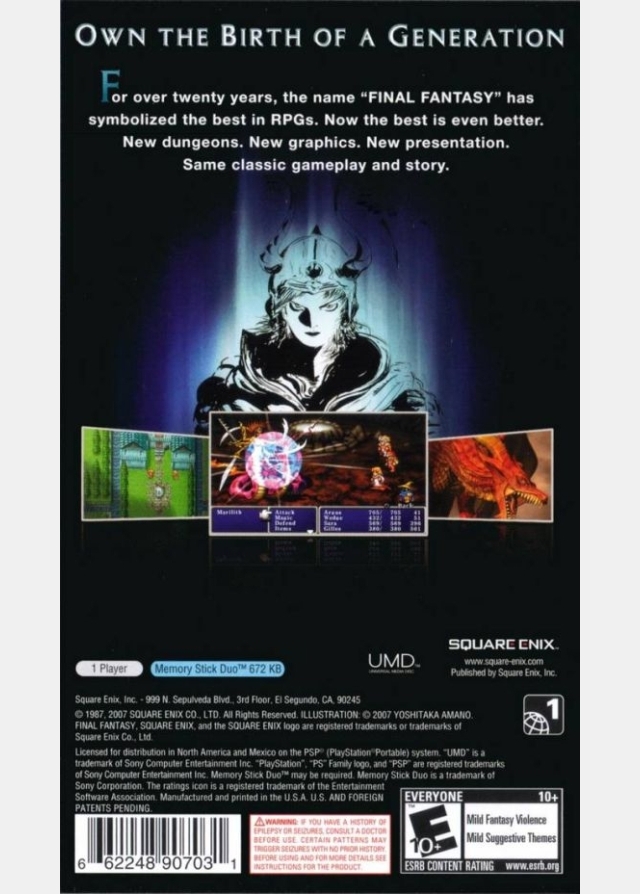 OWN THE BIRTH OF A GENERATION
For over twenty years, the name “FINAL FANTASY” has
symbolized the best in RPGs. Now the best is even better.
New dungeons. New graphics. New presentation.
Same classic gameplay and story.
Marilith
Attack
Magic
Defend
Items
SQUARE ENIX
1 Player
Memory Stick Duo™ 672 KB
UMD
www.square-enix.com
Published by Square Enix, Inc.
Square Enix, Inc. - 999 N. Sepulveda Blvd., 3rd Floor, El Segundo, CA, 90245
© 1987, 2007 SQUARE ENIX CO., LTD. All Rights Reserved. ILLUSTRATION: © 2007 YOSHITAKA AMANO.
FINAL FANTASY, SQUARE ENIX, and the SQUARE ENIX logo are registered trademarks or trademarks of
Square Enix Co., Ltd.
1
Licensed for distribution in North America and Mexico on the PSP® (PlayStation®Portable) system. "UMD" is a
trademark of Sony Computer Entertainment Inc. "PlayStation", "PS" Family logo, and "PSP" are registered trademarks
of Sony Computer Entertainment Inc. Memory Stick Duo™ may be required. Memory Stick Duo is a trademark of
Sony Corporation. The ratings icon is a registered trademark of the Entertainment
Software Association. Manufactured and printed in the U.S.A. U.S. AND FOREIGN
PATENTS PENDING.
6 62248 90703 1
WARNING: IF YOU HAVE A HISTORY OF
EPILEPSY OR SEIZURES, CONSULT A DOCTOR
BEFORE USE. CERTAIN PATTERNS MAY
TRIGGER SEIZURES WITH NO PRIOR HISTORY.
BEFORE USING AND FOR MORE DETAILS SEE
INSTRUCTIONS FOR THE PRODUCT.
EVERYONE 10+
E
10+
Mild Fantasy Violence
Mild Suggestive Themes
ESRB CONTENT RATING www.esrb.org